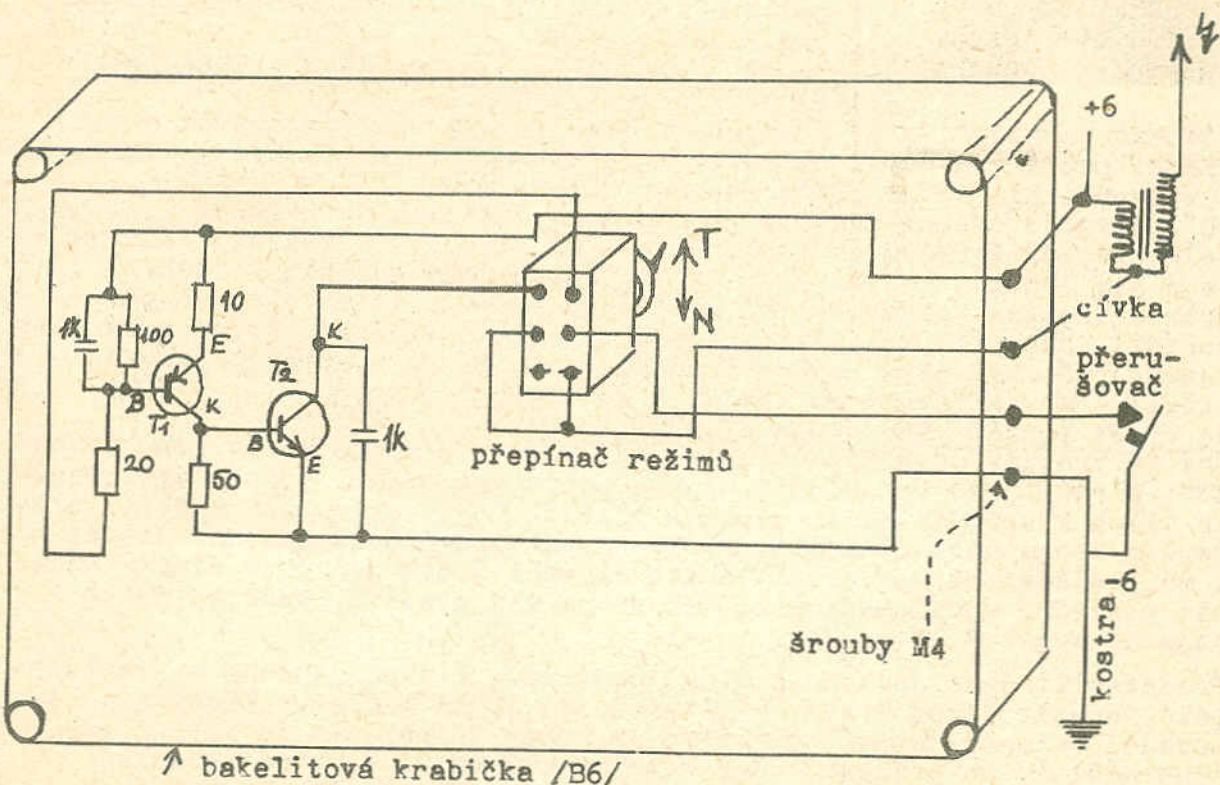 +6
T
N
10
1k
100
E
B
T1
K
T2
K
B
E
1k
20
50
cívka
přeru-
šovač
přepínač režimů
šrouby M4
kostra -6
bakelitová krabička /B6/